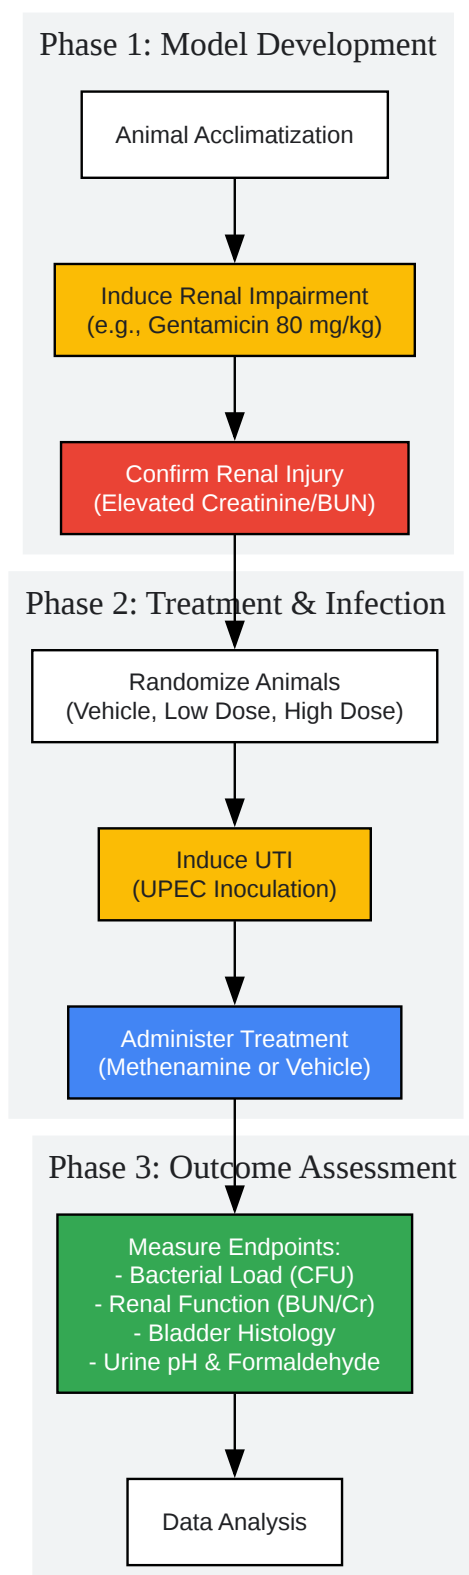 Phase 1: Model Development
Animal Acclimatization
Induce Renal Impairment
(e.g., Gentamicin 80 mg/kg)
Confirm Renal Injury
(Elevated Creatinine/BUN)
Phase 2: Treatment & Infection
Randomize Animals
(Vehicle, Low Dose, High Dose)
Induce UTI
(UPEC Inoculation)
Administer Treatment
(Methenamine or Vehicle)
Phase 3: Outcome Assessment
Measure Endpoints:
- Bacterial Load (CFU)
- Renal Function (BUN/Cr)
- Bladder Histology
- Urine pH & Formaldehyde
Data Analysis